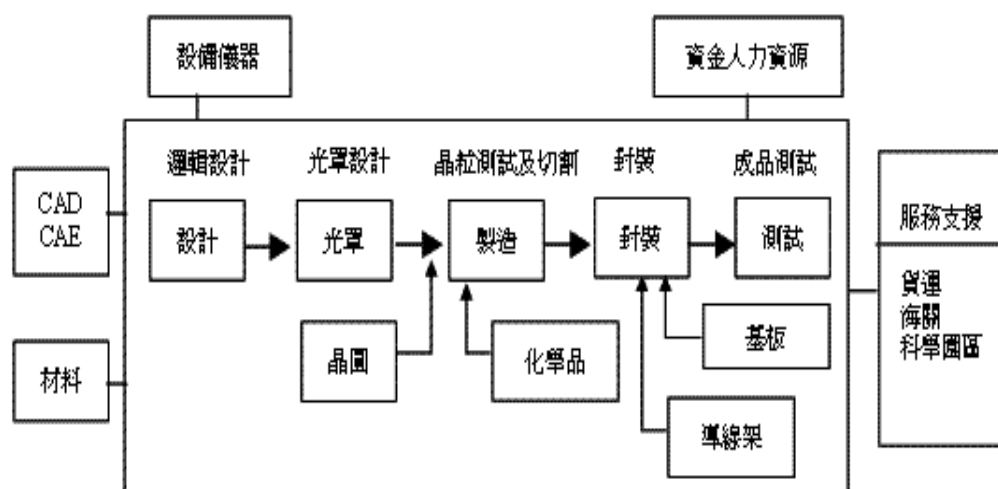 設備儀器
資金人力資源
邏輯設計
光罩設計
晶粒測試及切割
封裝
成品測試
CAD
CAE
設計
光罩
製造
封裝
測試
服務支援
貨運
海關
科學園區
材料
晶圓
化學品
基板
導線架